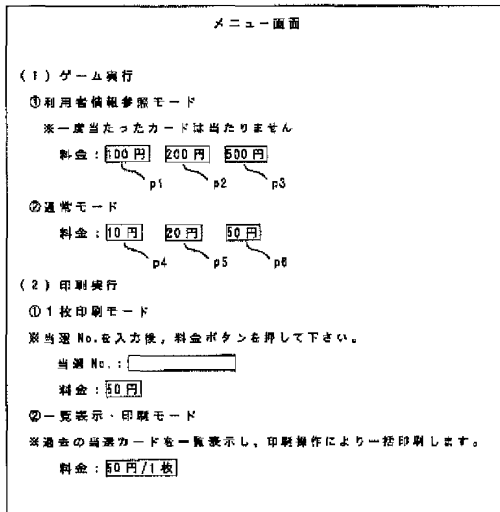 メニュー画面
(1)ゲーム実行
①利用者情報参照モード
※一度当たったカードは当たりません
料金:100円 200円 500円
p1 p2 p3
②通常モード
料金:10円 20円 50円
p4 p5 p6
(2)印刷実行
①1枚印刷モード
※当選No.を入力後,料金ボタンを押して下さい。
当選No.:
料金:50円
②一覧表示・印刷モード
※過去の当選カードを一覧表示し、印刷操作により一括印刷します。
料金:50円/1枚